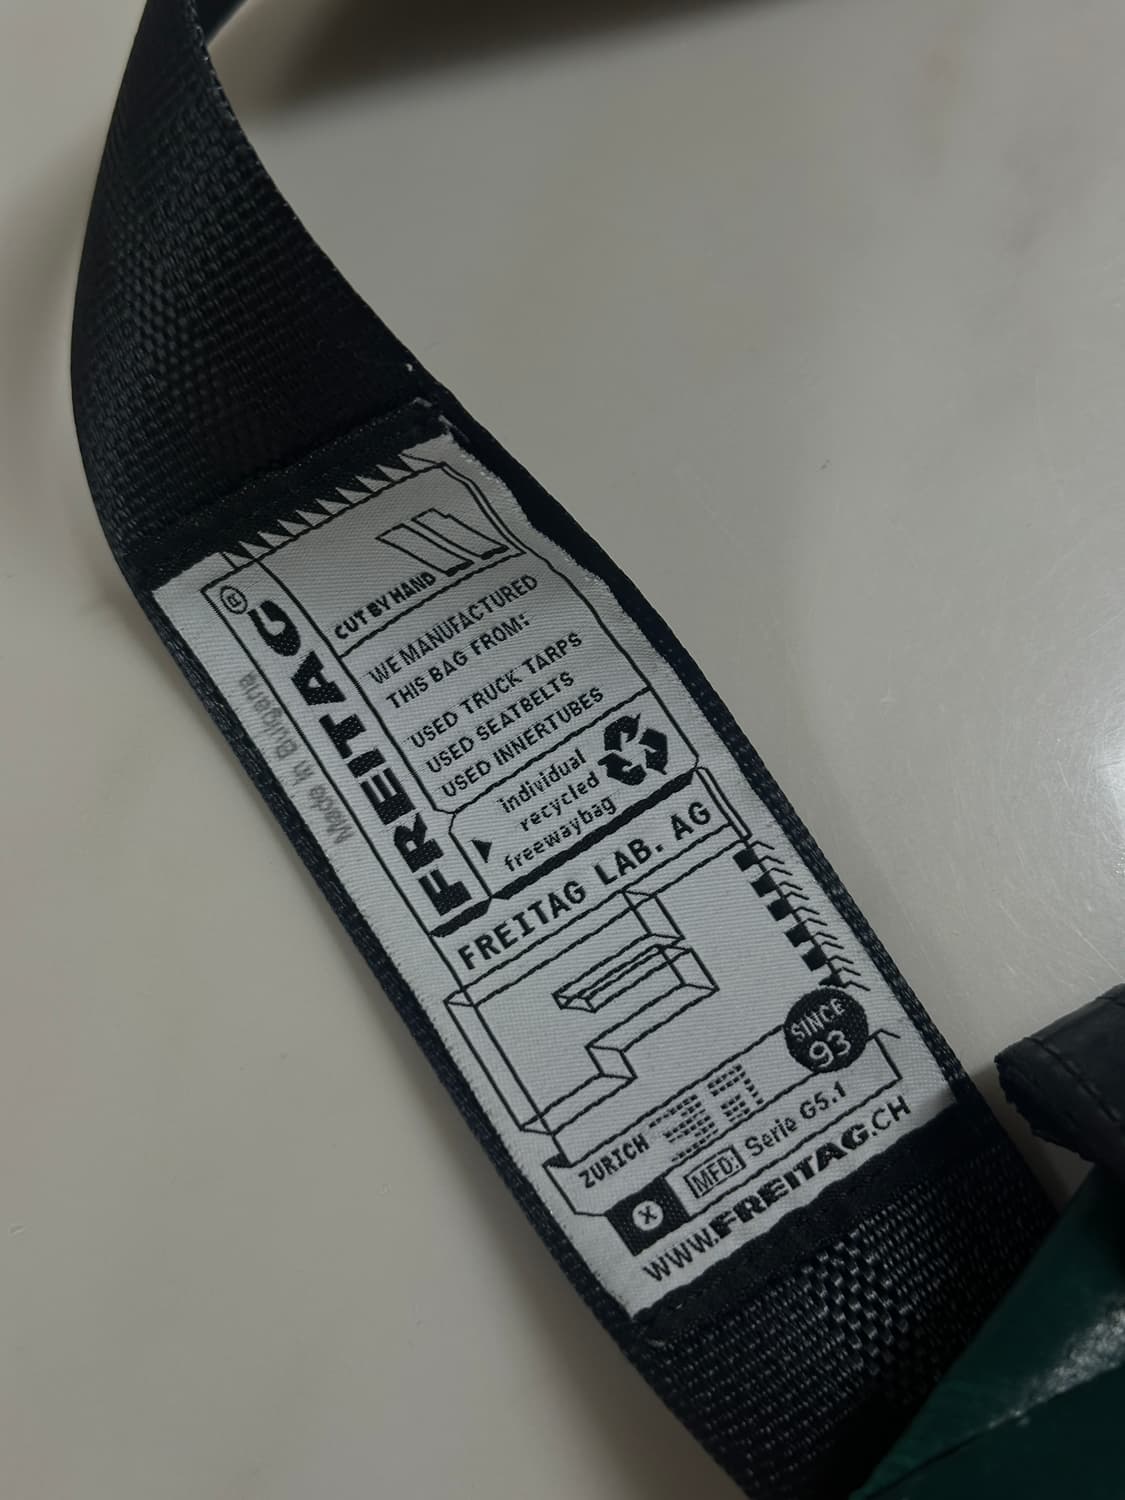 CUT BY HAND
FREITAG®
Made in Bulgaria
WE MANUFACTURED
THIS BAG FROM:
USED TRUCK TARPS
USED SEATBELTS
USED INNERTUBES
individual
recycled
freewaybag
FREITAG LAB. AG
SINCE
93
ZURICH
MFD: Serie G5.1
X
WWW.FREITAG.CH